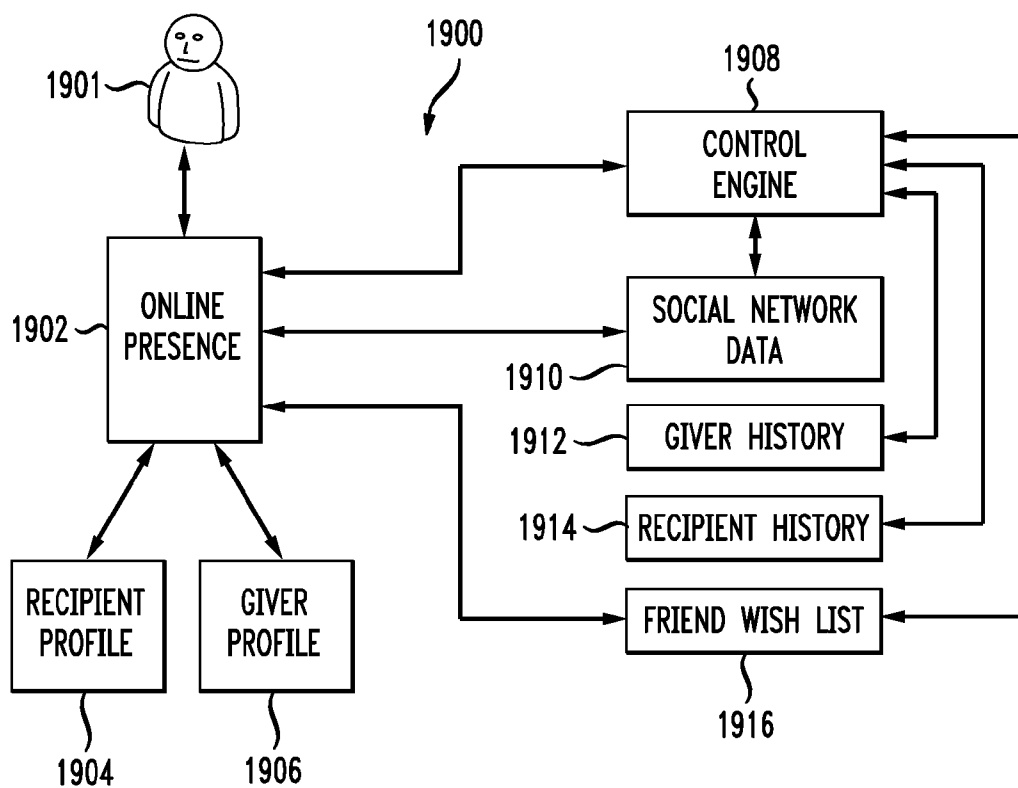 1900
1901
1908
CONTROL
ENGINE
ONLINE
PRESENCE
1902
SOCIAL NETWORK
DATA
1910
GIVER HISTORY
1912
RECIPIENT HISTORY
1914
FRIEND WISH LIST
1916
RECIPIENT
PROFILE
GIVER
PROFILE
1904
1906